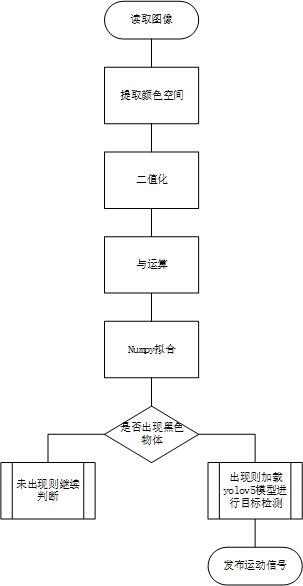 读取图像
提取颜色空间
二值化
与运算
Numpy拟合
是否出现黑色
物体
未出现则继续
判断
出现则加载
yolov5模型进
行目标检测
发布运动信号